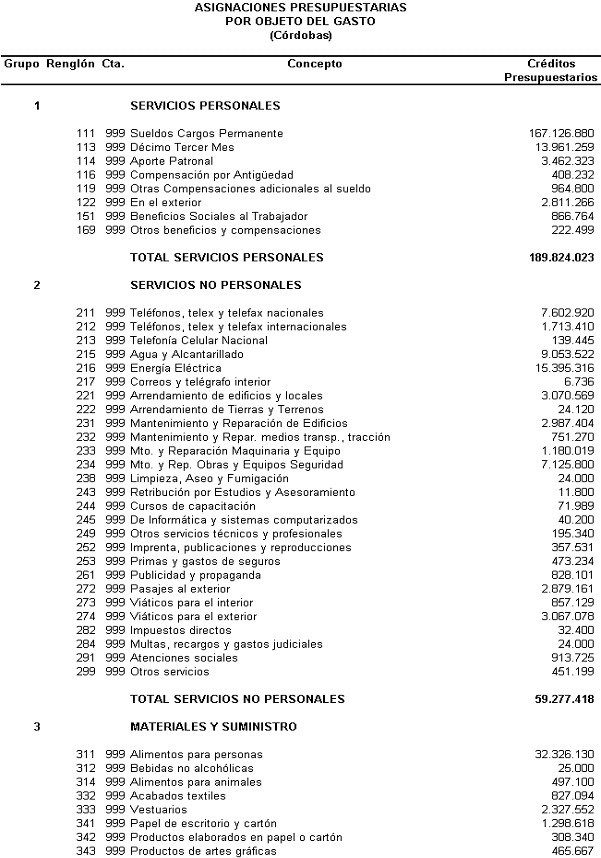 ASIGNACIONES PRESUPUESTARIAS
POR OBJETO DEL GASTO
(Córdobas)
Grupo Renglón Cta. Concepto Créditos Presupuestarios
1 SERVICIOS PERSONALES
111 999 Sueldos Cargos Permanente 167.126.880
113 999 Décimo Tercer Mes 13.961.259
114 999 Aporte Patronal 3.462.323
116 999 Compensación por Antigüedad 408.232
119 999 Otras Compensaciones adicionales al sueldo 964.800
122 999 En el exterior 2.811.266
151 999 Beneficios Sociales al Trabajador 866.764
169 999 Otros beneficios y compensaciones 222.499
TOTAL SERVICIOS PERSONALES 189.824.023
2 SERVICIOS NO PERSONALES
211 999 Teléfonos, telex y telefax nacionales 7.602.920
212 999 Teléfonos, telex y telefax internacionales 1.713.410
213 999 Telefonía Celular Nacional 139.445
215 999 Agua y Alcantarillado 9.053.522
216 999 Energía Eléctrica 15.395.316
217 999 Correos y telégrafo interior 6.736
221 999 Arrendamiento de edificios y locales 3.070.569
222 999 Arrendamiento de Tierras y Terrenos 24.120
231 999 Mantenimiento y Reparación de Edificios 2.987.404
232 999 Mantenimiento y Repar. medios transp., tracción 751.270
233 999 Mto. y Reparación Maquinaria y Equipo 1.180.019
234 999 Mto. y Rep. Obras y Equipos Seguridad 7.125.800
238 999 Limpieza, Aseo y Fumigación 24.000
243 999 Retribución por Estudios y Asesoramiento 11.800
244 999 Cursos de capacitación 71.989
245 999 De Informática y sistemas computarizados 40.200
249 999 Otros servicios técnicos y profesionales 195.340
252 999 Imprenta, publicaciones y reproducciones 357.531
253 999 Primas y gastos de seguros 473.234
261 999 Publicidad y propaganda 828.101
272 999 Pasajes al exterior 2.879.161
273 999 Viáticos para el interior 857.129
274 999 Viáticos para el exterior 3.067.078
282 999 Impuestos directos 32.400
284 999 Multas, recargos y gastos judiciales 24.000
291 999 Atenciones sociales 913.725
299 999 Otros servicios 451.199
TOTAL SERVICIOS NO PERSONALES 59.277.418
3 MATERIALES Y SUMINISTRO
311 999 Alimentos para personas 32.326.130
312 999 Bebidas no alcohólicas 25.000
314 999 Alimentos para animales 497.100
332 999 Acabados textiles 827.094
333 999 Vestuarios 2.327.552
341 999 Papel de escritorio y cartón 1.298.618
342 999 Productos elaborados en papel o cartón 308.340
343 999 Productos de artes gráficas 465.667